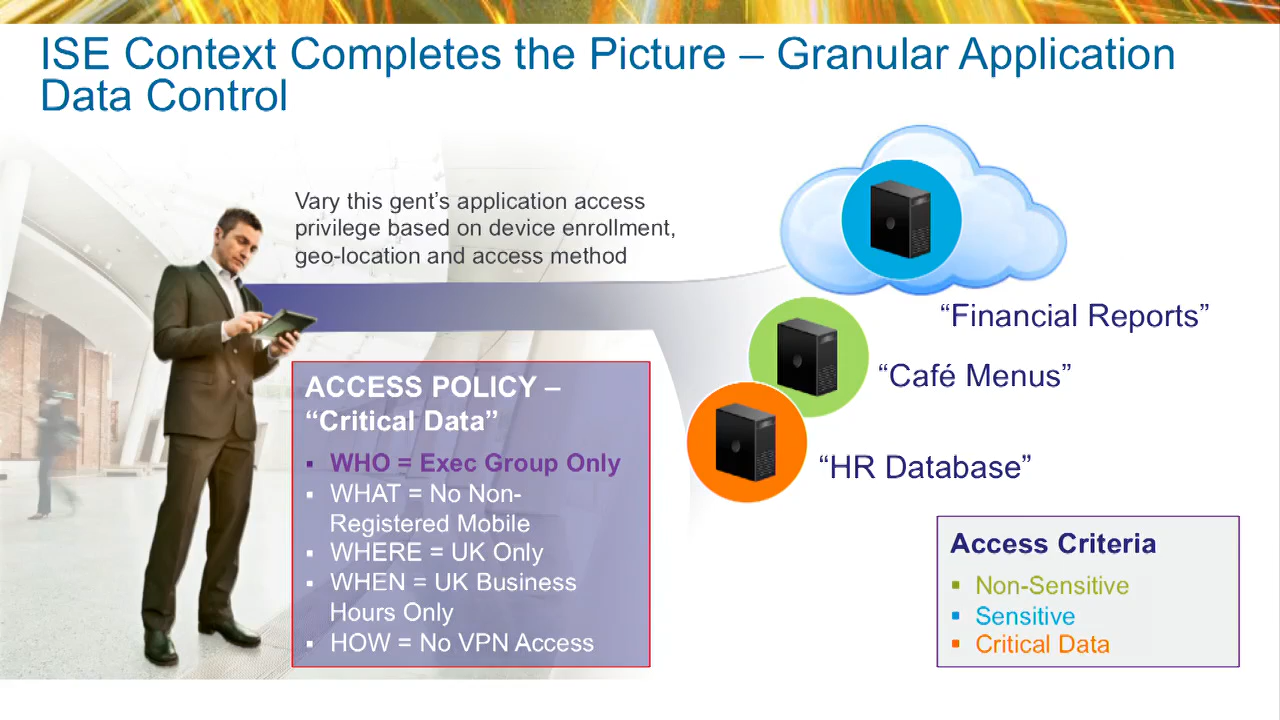 ISE Context Completes the Picture – Granular Application
Data Control
Vary this gent’s application access
privilege based on device enrollment,
geo-location and access method
“Financial Reports”
“Café Menus”
“HR Database”
ACCESS POLICY –
“Critical Data”
▪ WHO = Exec Group Only
▪ WHAT = No Non-
Registered Mobile
▪ WHERE = UK Only
▪ WHEN = UK Business
Hours Only
▪ HOW = No VPN Access
Access Criteria
▪ Non-Sensitive
▪ Sensitive
▪ Critical Data